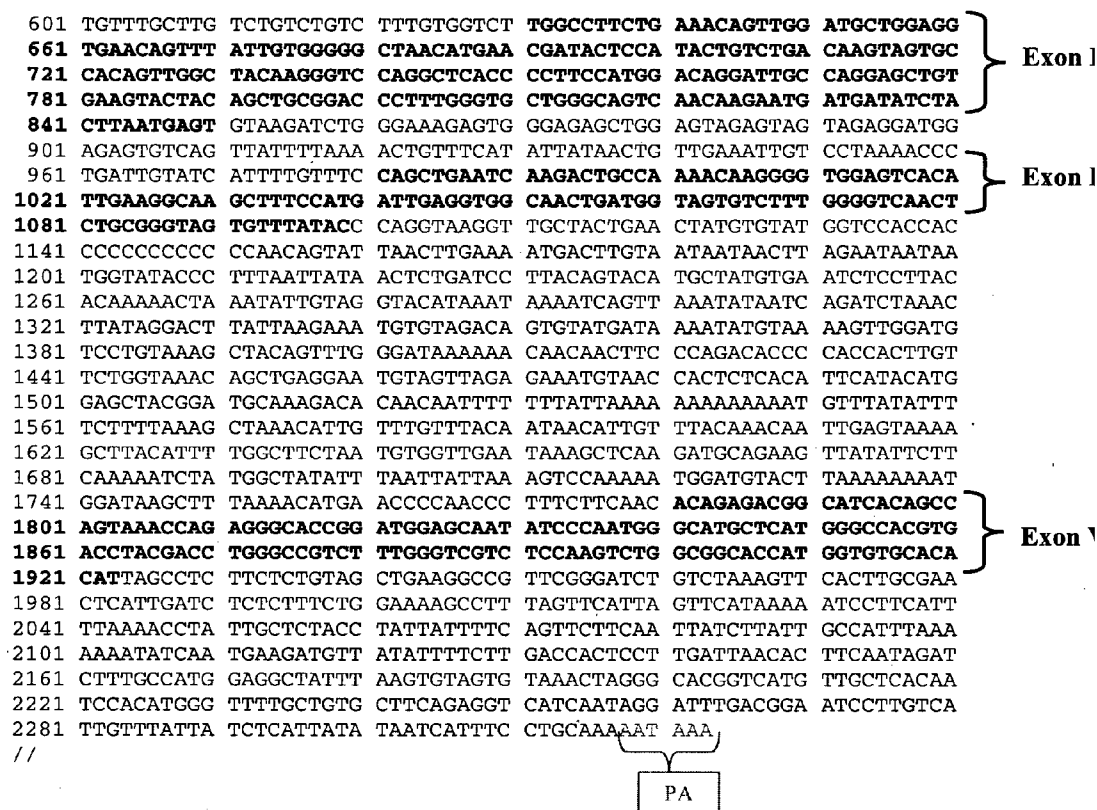 601 TGTTTGCTTG TCTGTCTGTC TTTGTGGTCT TGGCCTTCTG AAACAGTTGG ATGCTGGAGG
661 TGAACAGTTT ATTGTGGGGG CTAACATGAA CGATACTCCA TACTGTCTGA CAAGTAGTGC
721 CACAGTTGGC TACAAGGGTC CAGGCTCACC CCTTCCATGG ACAGGATTGC CAGGAGCTGT
781 GAAGTACTAC AGCTGCGGAC CCTTTGGGTG CTGGGCAGTC AACAAGAATG ATGATATCTA
841 CTTAATGAGT GTAAGATCTG GGAAAGAGTG GGAGAGCTGG AGTAGAGTAG TAGAGGATGG
901 AGAGTGTCAG TTATTTTAAA ACTGTTTCAT ATTATAACTG TTGAAATTGT CCTAAAACCC
961 TGATTGTATC ATTTTGTTTC CAGCTGAATC AAGACTGCCA AAACAAGGGG TGGAGTCACA
1021 TTGAAGGCAA GCTTTCCATG ATTGAGGTGG CAACTGATGG TAGTGTCTTT GGGGTCAACT
1081 CTGCGGGTAG TGTTTATACC CAGGTAAGGT TGCTACTGAA CTATGTGTAT GGTCCACCAC
1141 CCCCCCCCCC CCAACAGTAT TAACTTGAAA ATGACTTGTA ATAATAACTT AGAATAATAA
1201 TGGTATACCC TTTAATTATA ACTCTGATCC TTACAGTACA TGCTATGTGA ATCTCCTTAC
1261 ACAAAAACTA AATATTGTAG GTACATAAAT AAAATCAGTT AAATATAATC AGATCTAAAC
1321 TTATAGGACT TATTAAGAAA TGTGTAGACA GTGTATGATA AAATATGTAA AAGTTGGATG
1381 TCCTGTAAAG CTACAGTTTG GGATAAAAAA CAACAACTTC CCAGACACCC CACCACTTGT
1441 TCTGGTAAAC AGCTGAGGAA TGTAGTTAGA GAAATGTAAC CACTCTCACA TTCATACATG
1501 GAGCTACGGA TGCAAAGACA CAACAATTTT TTTATTAAAA AAAAAAAAAT GTTTATATTT
1561 TCTTTTAAAG CTAAACATTG TTTGTTTACA ATAACATTGT TTACAAACAA TTGAGTAAAA
1621 GCTTACATTT TGGCTTCTAA TGTGGTTGAA TAAAGCTCAA GATGCAGAAG TTATATTCTT
1681 CAAAAATCTA TGGCTATATT TAATTATTAA AGTCCAAAAA TGGATGTACT TAAAAAAAAT
1741 GGATAAGCTT TAAAACATGA ACCCCAACCC TTTCTTCAAC ACAGAGACGG CATCACAGCC
1801 AGTAAACCAG AGGGCACCGG ATGGAGCAAT ATCCCAATGG GCATGCTCAT GGGCCACGTG
1861 ACCTACGACC TGGGCCGTCT TTGGGTCGTC TCCAAGTCTG GCGGCACCAT GGTGTGCACA
1921 CATTAGCCTC TTCTCTGTAG CTGAAGGCCG TTCGGGATCT GTCTAAAGTT CACTTGCGAA
1981 CTCATTGATC TCTCTTTCTG GAAAAGCCTT TAGTTCATTA GTTCATAAAA ATCCTTCATT
2041 TTAAAACCTA TTGCTCTACC TATTATTTTC AGTTCTTCAA TTATCTTATT GCCATTTAAA
2101 AAAATATCAA TGAAGATGTT ATATTTTCTT GACCACTCCT TGATTAACAC TTCAATAGAT
2161 CTTTGCCATG GAGGCTATTT AAGTGTAGTG TAAACTAGGG CACGGTCATG TTGCTCACAA
2221 TCCACATGGG TTTTGCTGTG CTTCAGAGGT CATCAATAGG ATTTGACGGA ATCCTTGTCA
2281 TTGTTTATTA TCTCATTATA TAATCATTTC CTGCAAAAAT AAA
//
Exon I
Exon I
Exon V
PA